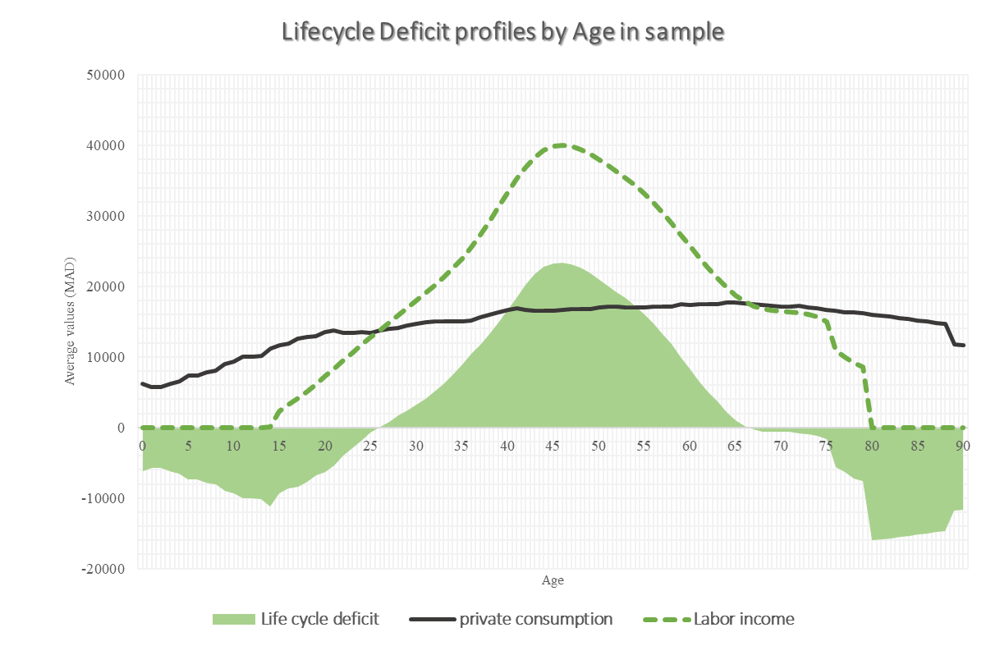 Lifecycle Deficit profiles by Age in sample
50000
40000
30000
20000
10000
0
-10000
-20000
Average values (MAD)
0 5 10 15 20 25 30 35 40 45 50 55 60 65 70 75 80 85 90
Age
Life cycle deficit private consumption Labor income